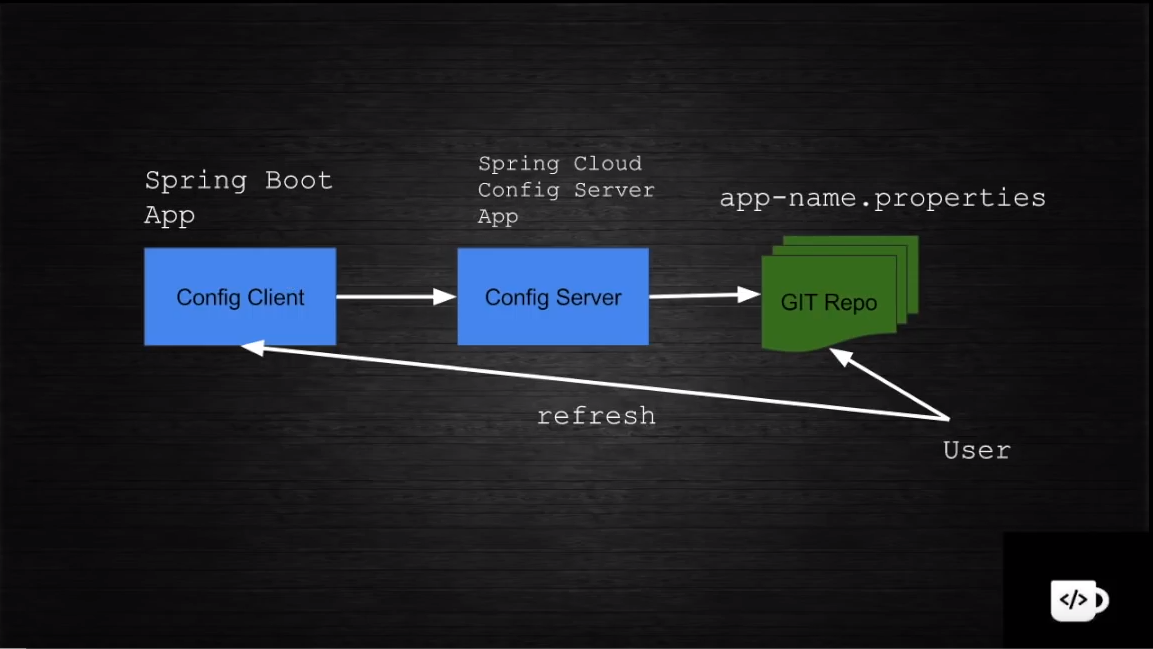 Spring Boot
App
Spring Cloud
Config Server
App
app-name.properties
Config Client
Config Server
GIT Repo
refresh
User
</>